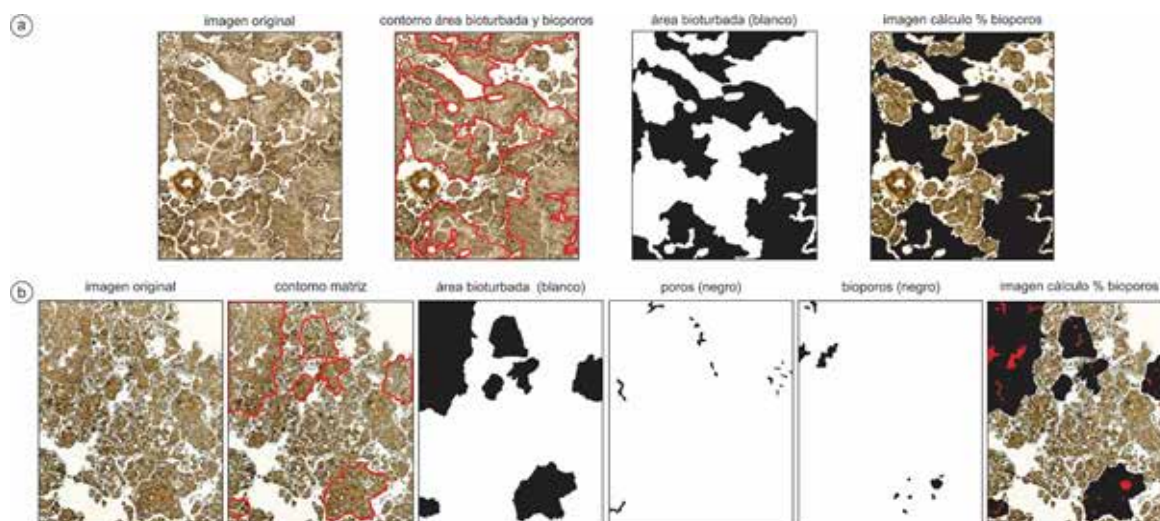 a
imagen original
contorno área bioturbada y bioporos
área bioturbada (blanco)
imagen cálculo % bioporos
b
imagen original
contorno matriz
área bioturbada (blanco)
poros (negro)
bioporos (negro)
imagen cálculo % bioporos